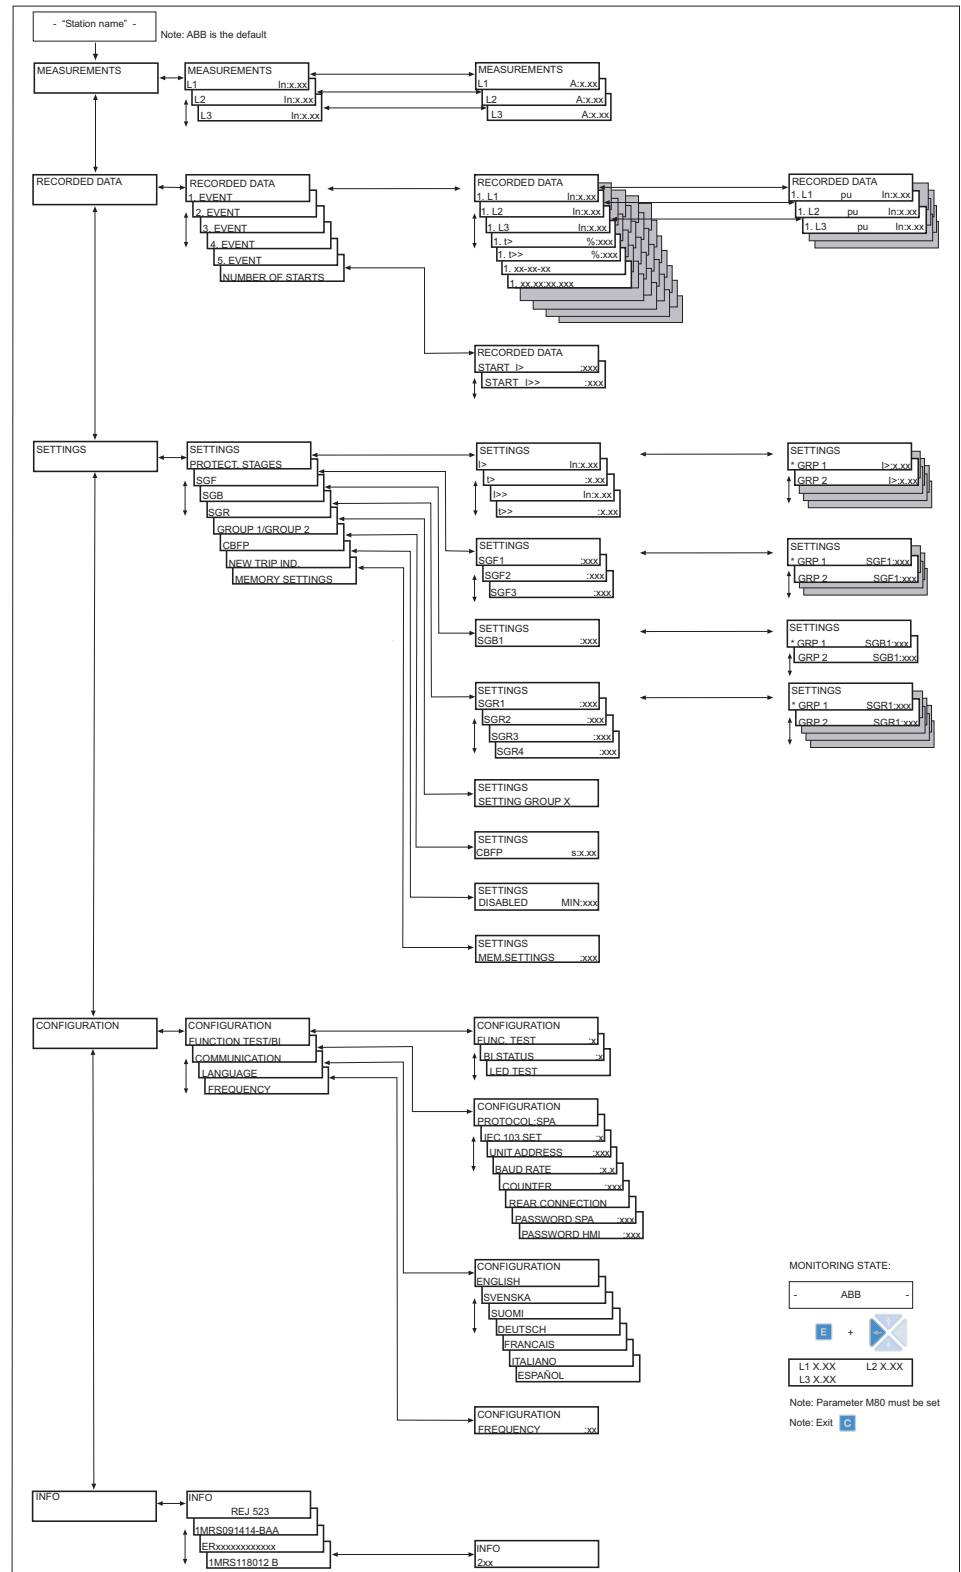 - "Station name" -
Note: ABB is the default
MEASUREMENTS
MEASUREMENTS
L1 In:x.xx
L2 In:x.xx
L3 In:x.xx
MEASUREMENTS
L1 A:x.xx
L2 A:x.xx
L3 A:x.xx
RECORDED DATA
RECORDED DATA
1. EVENT
2. EVENT
3. EVENT
4. EVENT
5. EVENT
NUMBER OF STARTS
RECORDED DATA
1. L1 In:x.xx
1. L2 In:x.xx
1. L3 In:x.xx
1. t> %:xxx
1. t>> %:xxx
1. xx-xx-xx
1. xx.xx:xx.xxx
RECORDED DATA
1. L1 pu In:x.xx
1. L2 pu In:x.xx
1. L3 pu In:x.xx
RECORDED DATA
START I> :xxx
START I>> :xxx
SETTINGS
SETTINGS
PROTECT. STAGES
SGF
SGB
SGR
GROUP 1/GROUP 2
CBFP
NEW TRIP IND.
MEMORY SETTINGS
SETTINGS
I> In:x.xx
t> :x.xx
I>> In:x.xx
t>> :x.xx
SETTINGS
* GRP 1 I>:x.xx
GRP 2 I>:x.xx
SETTINGS
SGF1 :xxx
SGF2 :xxx
SGF3 :xxx
SETTINGS
* GRP 1 SGF1:xxx
GRP 2 SGF1:xxx
SETTINGS
SGB1 :xxx
SETTINGS
* GRP 1 SGB1:xxx
GRP 2 SGB1:xxx
SETTINGS
SGR1 :xxx
SGR2 :xxx
SGR3 :xxx
SGR4 :xxx
SETTINGS
* GRP 1 SGR1:xxx
GRP 2 SGR1:xxx
SETTINGS
SETTING GROUP X
SETTINGS
CBFP s:x.xx
SETTINGS
DISABLED MIN:xxx
SETTINGS
MEM.SETTINGS :xxx
CONFIGURATION
CONFIGURATION
FUNCTION TEST/BI
COMMUNICATION
LANGUAGE
FREQUENCY
CONFIGURATION
FUNC. TEST :x
BI STATUS :x
LED TEST
CONFIGURATION
PROTOCOL:SPA
IEC 103 SET :x
UNIT ADDRESS :xxx
BAUD RATE :x.x
COUNTER :xxx
REAR CONNECTION
PASSWORD SPA :xxx
PASSWORD HMI :xxx
CONFIGURATION
ENGLISH
SVENSKA
SUOMI
DEUTSCH
FRANCAIS
ITALIANO
ESPAÑOL
CONFIGURATION
FREQUENCY :xx
MONITORING STATE:
- ABB -
E +
L1 X.XX L2 X.XX
L3 X.XX
Note: Parameter M80 must be set
Note: Exit C
INFO
INFO
REJ 523
1MRS091414-BAA
ERxxxxxxxxxxxx
1MRS118012 B
INFO
2xx